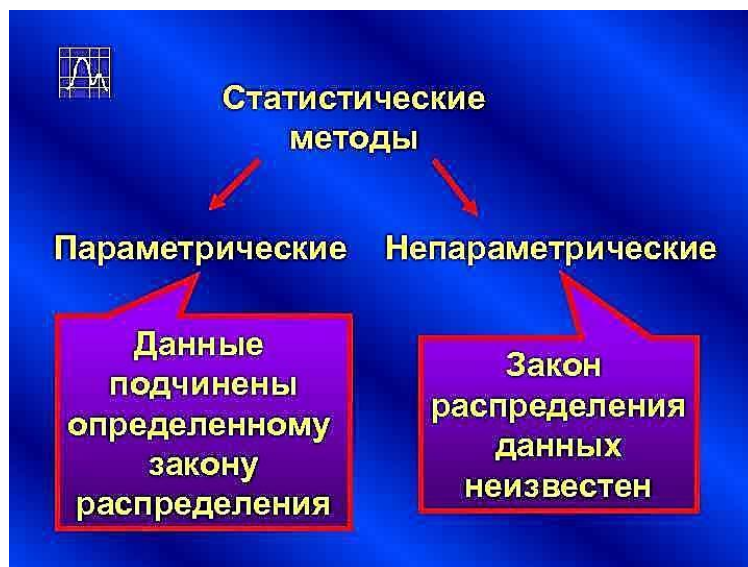 Статистические
методы
Параметрические
Непараметрические
Данные
подчинены
определенному
закону
распределения
Закон
распределения
данных
неизвестен